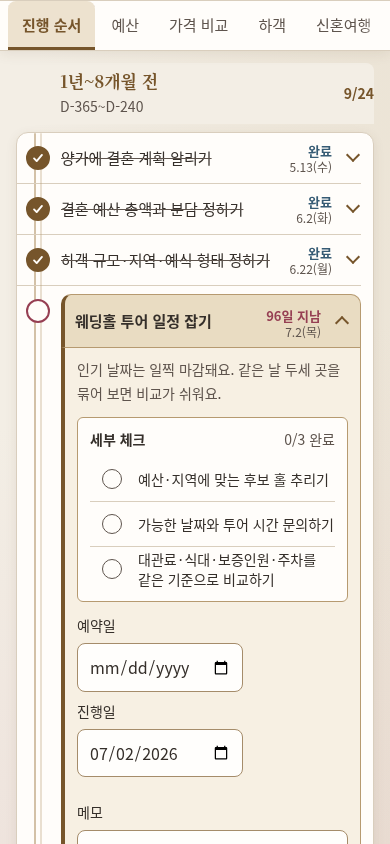 진행 순서 예산 가격 비교 하객 신혼여행
1년~8개월 전
D-365~D-240
9/24
양가에 결혼 계획 알리기
완료
5.13(수)
결혼 예산 총액과 분담 정하기
완료
6.2(화)
하객 규모·지역·예식 형태 정하기
완료
6.22(월)
웨딩홀 투어 일정 잡기
96일 지남
7.2(목)
인기 날짜는 일찍 마감돼요. 같은 날 두세 곳을
묶어 보면 비교가 쉬워요.
세부 체크 0/3 완료
예산·지역에 맞는 후보 홀 추리기
가능한 날짜와 투어 시간 문의하기
대관료·식대·보증인원·주차를
같은 기준으로 비교하기
예약일
mm/dd/yyyy
진행일
07/02/2026
메모